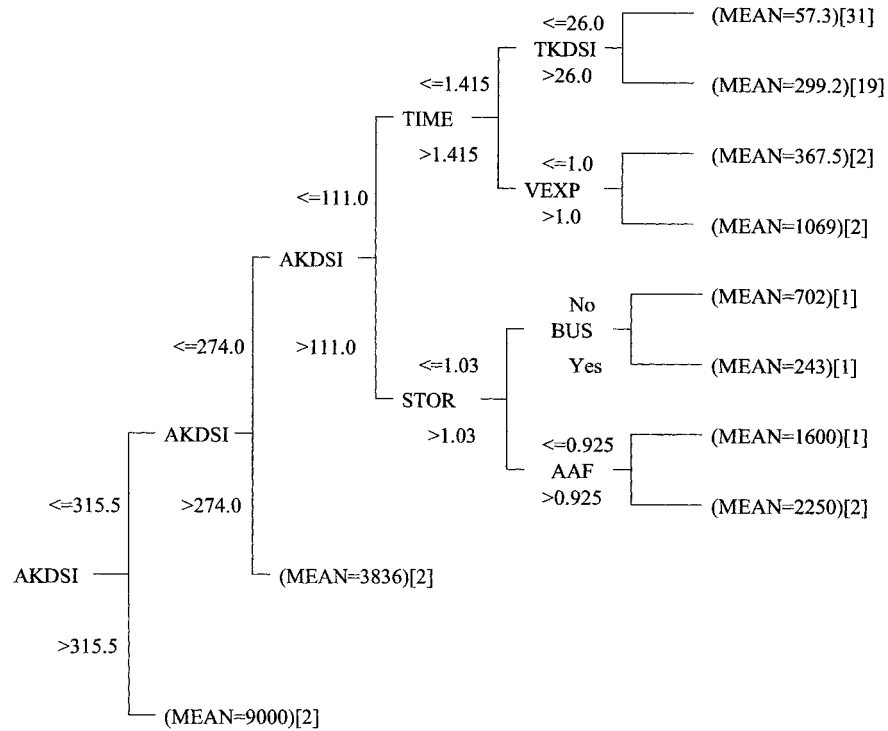 <=26.0
(MEAN=57.3)[31]
TKDSI
<=1.415
>26.0
(MEAN=299.2)[19]
TIME
>1.415
<=1.0
(MEAN=367.5)[2]
VEXP
<=111.0
>1.0
(MEAN=1069)[2]
AKDSI
No
(MEAN=702)[1]
BUS
<=274.0
>111.0
<=1.03
Yes
(MEAN=243)[1]
STOR
AKDSI
>1.03
<=0.925
(MEAN=1600)[1]
AAF
<=315.5
>274.0
>0.925
(MEAN=2250)[2]
AKDSI
(MEAN=3836)[2]
>315.5
(MEAN=9000)[2]